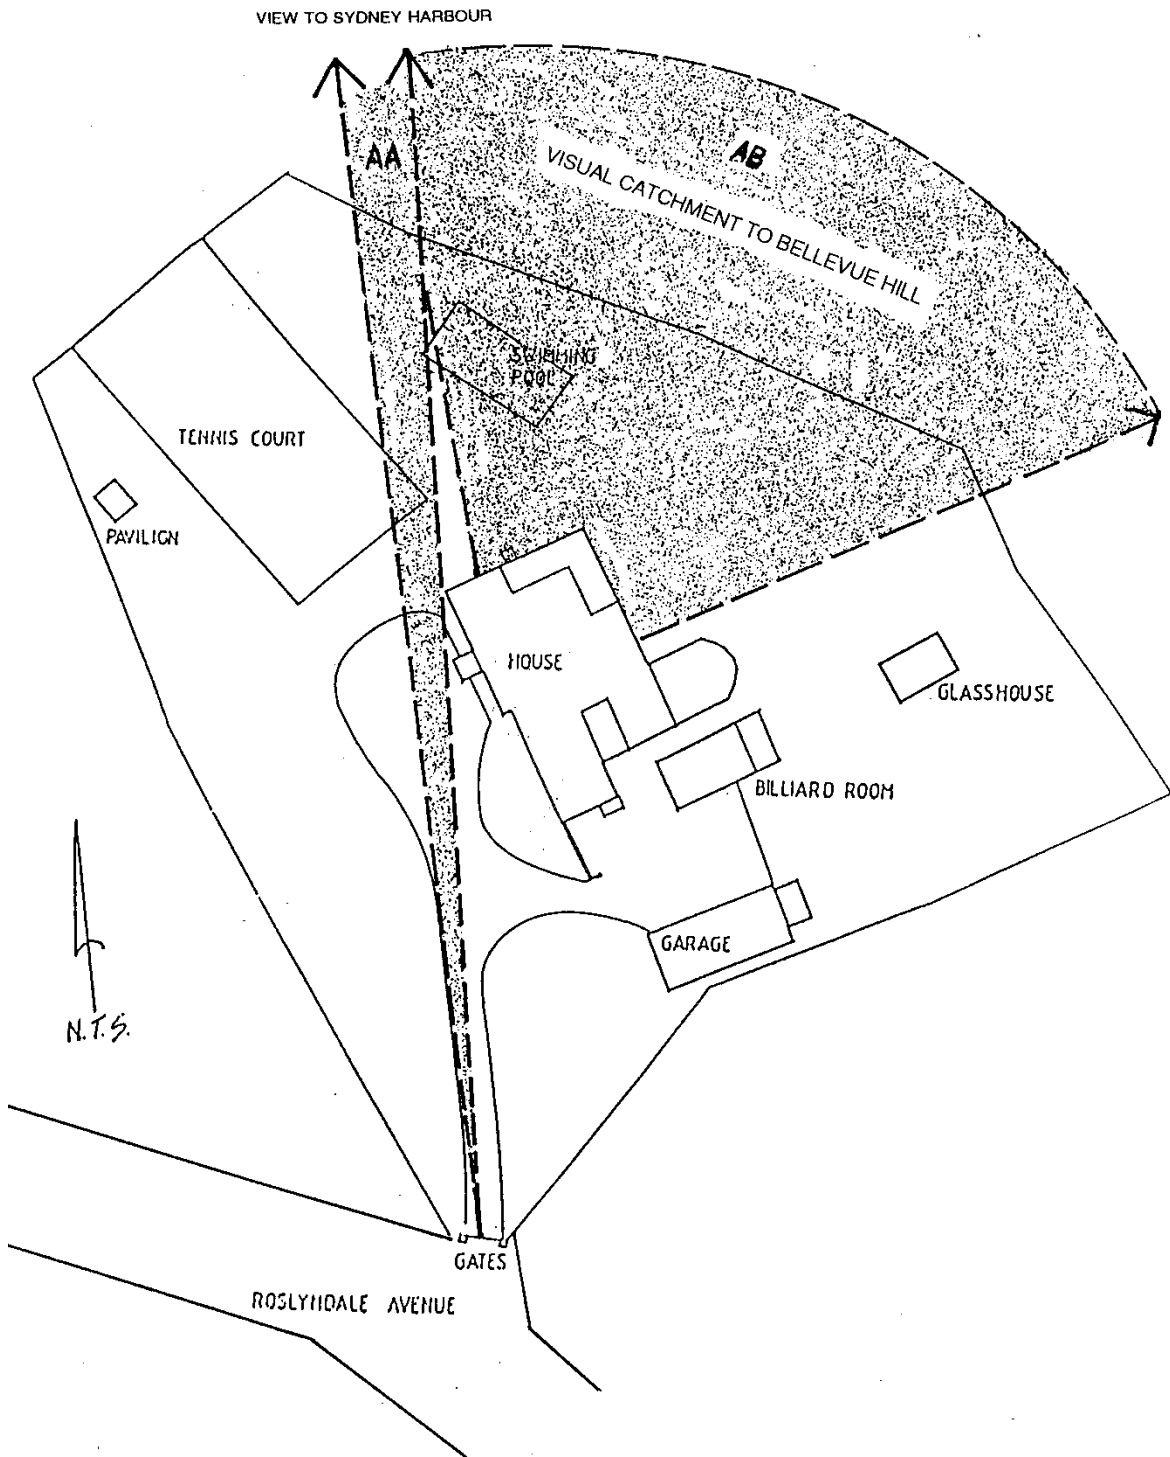 VIEW TO SYDNEY HARBOUR
AA
AB
VISUAL CATCHMENT TO BELLEVUE HILL
SWIMMING
POOL
TENNIS COURT
PAVILIGN
HOUSE
GLASSHOUSE
BILLIARD ROOM
GARAGE
N.T.S.
GATES
ROSLYNDALE AVENUE